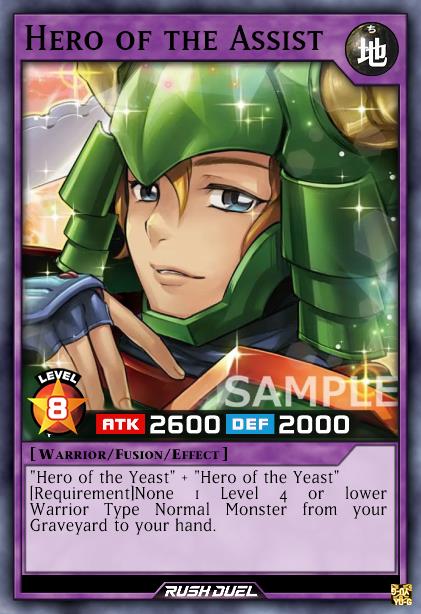 Hero of the Assist
ち
地
SAMPLE
LEVEL
8
ATK 2600 DEF 2000
[Warrior/Fusion/Effect]
"Hero of the Yeast" + "Hero of the Yeast"
[Requirement]None 1 Level 4 or lower
Warrior Type Normal Monster from your
Graveyard to your hand.
RUSH DUEL